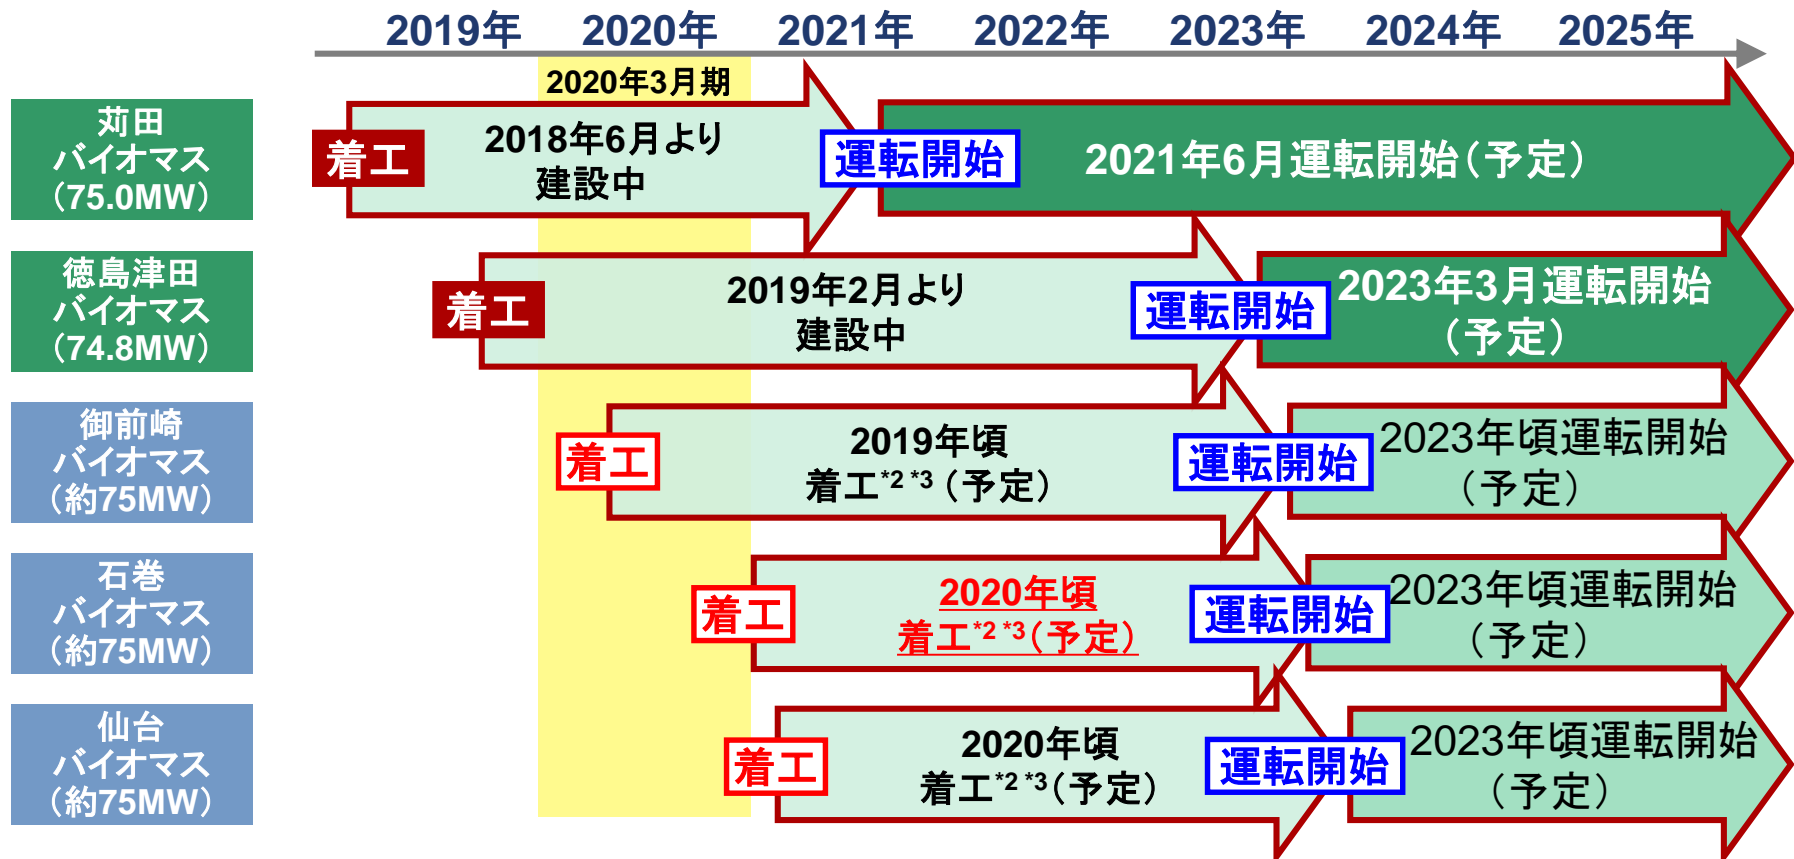 2019年 2020年 2021年 2022年 2023年 2024年 2025年
2020年3月期
苅田
バイオマス
（75.0MW）
着工
2018年6月より
建設中
運転開始
2021年6月運転開始（予定）
徳島津田
バイオマス
（74.8MW）
着工
2019年2月より
建設中
運転開始
2023年3月運転開始
（予定）
御前崎
バイオマス
（約75MW）
着工
2019年頃
着工*2 *3（予定）
運転開始
2023年頃運転開始
（予定）
石巻
バイオマス
（約75MW）
着工
2020年頃
着工*2 *3（予定）
運転開始
2023年頃運転開始
（予定）
仙台
バイオマス
（約75MW）
着工
2020年頃
着工*2 *3（予定）
運転開始
2023年頃運転開始
（予定）